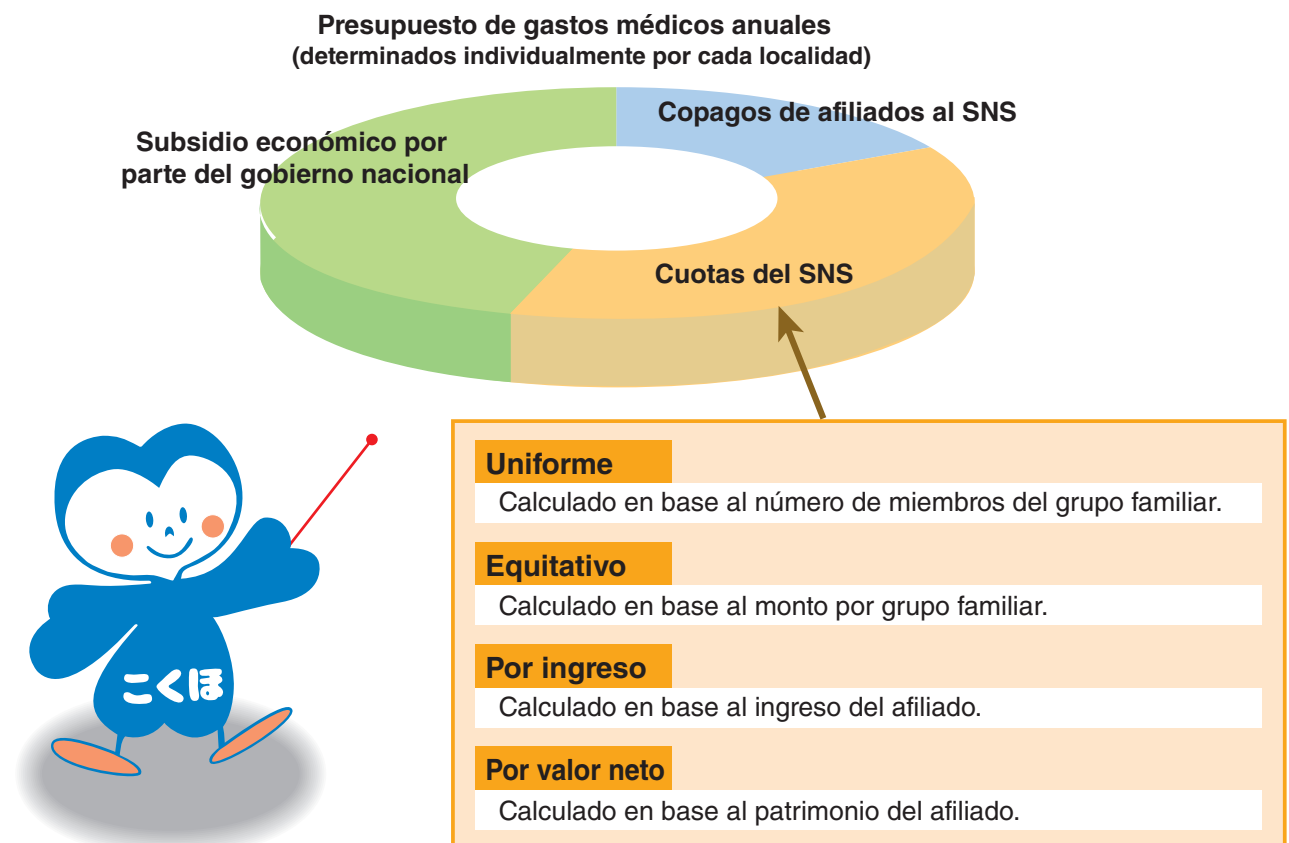 Presupuesto de gastos médicos anuales
(determinados individualmente por cada localidad)
Copagos de afiliados al SNS
Subsidio económico por
parte del gobierno nacional
Cuotas del SNS
Uniforme
Calculado en base al número de miembros del grupo familiar.
Equitativo
Calculado en base al monto por grupo familiar.
Por ingreso
Calculado en base al ingreso del afiliado.
Por valor neto
Calculado en base al patrimonio del afiliado.
こくほ